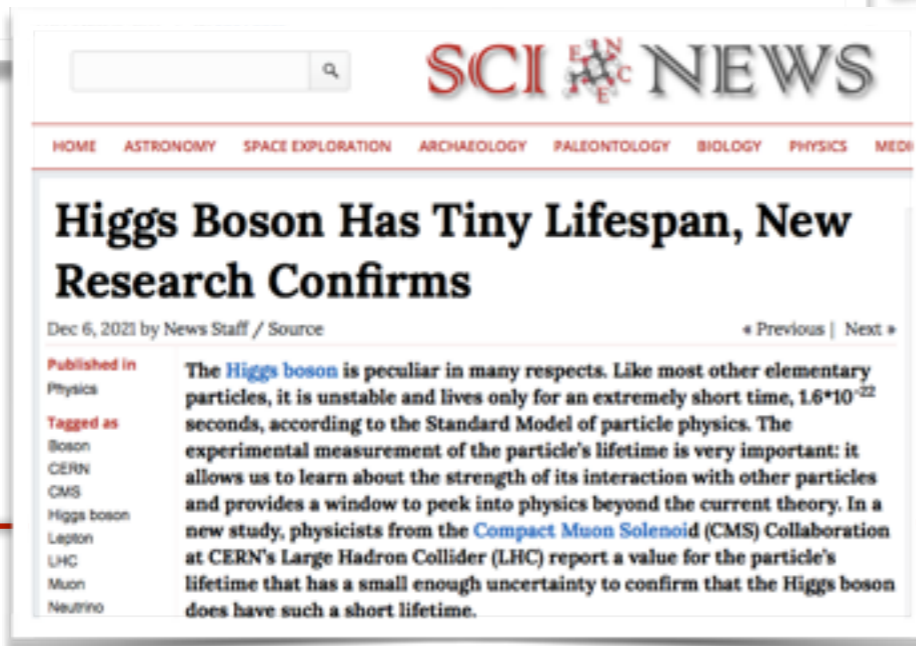 SCI SCIENCE NEWS
HOME ASTRONOMY SPACE EXPLORATION ARCHAEOLOGY PALEONTOLOGY BIOLOGY PHYSICS MEDI
Higgs Boson Has Tiny Lifespan, New
Research Confirms
Dec 6, 2021 by News Staff / Source
« Previous | Next »
Published in
Physics
Tagged as
Boson
CERN
CMS
Higgs boson
Lepton
LHC
Muon
Neutrino
The Higgs boson is peculiar in many respects. Like most other elementary
particles, it is unstable and lives only for an extremely short time, 1.6*10⁻²²
seconds, according to the Standard Model of particle physics. The
experimental measurement of the particle's lifetime is very important: it
allows us to learn about the strength of its interaction with other particles
and provides a window to peek into physics beyond the current theory. In a
new study, physicists from the Compact Muon Solenoid (CMS) Collaboration
at CERN's Large Hadron Collider (LHC) report a value for the particle's
lifetime that has a small enough uncertainty to confirm that the Higgs boson
does have such a short lifetime.